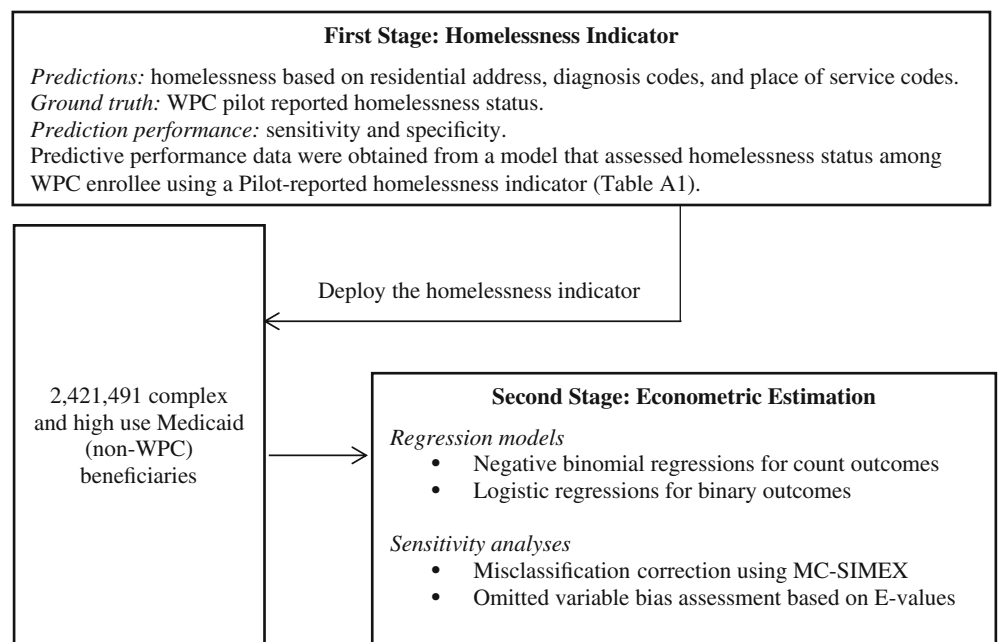 First Stage: Homelessness Indicator
Predictions: homelessness based on residential address, diagnosis codes, and place of service codes.
Ground truth: WPC pilot reported homelessness status.
Prediction performance: sensitivity and specificity.
Predictive performance data were obtained from a model that assessed homelessness status among
WPC enrollee using a Pilot-reported homelessness indicator (Table A1).
Deploy the homelessness indicator
2,421,491 complex
and high use Medicaid
(non-WPC)
beneficiaries
Second Stage: Econometric Estimation
Regression models
• Negative binomial regressions for count outcomes
• Logistic regressions for binary outcomes
Sensitivity analyses
• Misclassification correction using MC-SIMEX
• Omitted variable bias assessment based on E-values